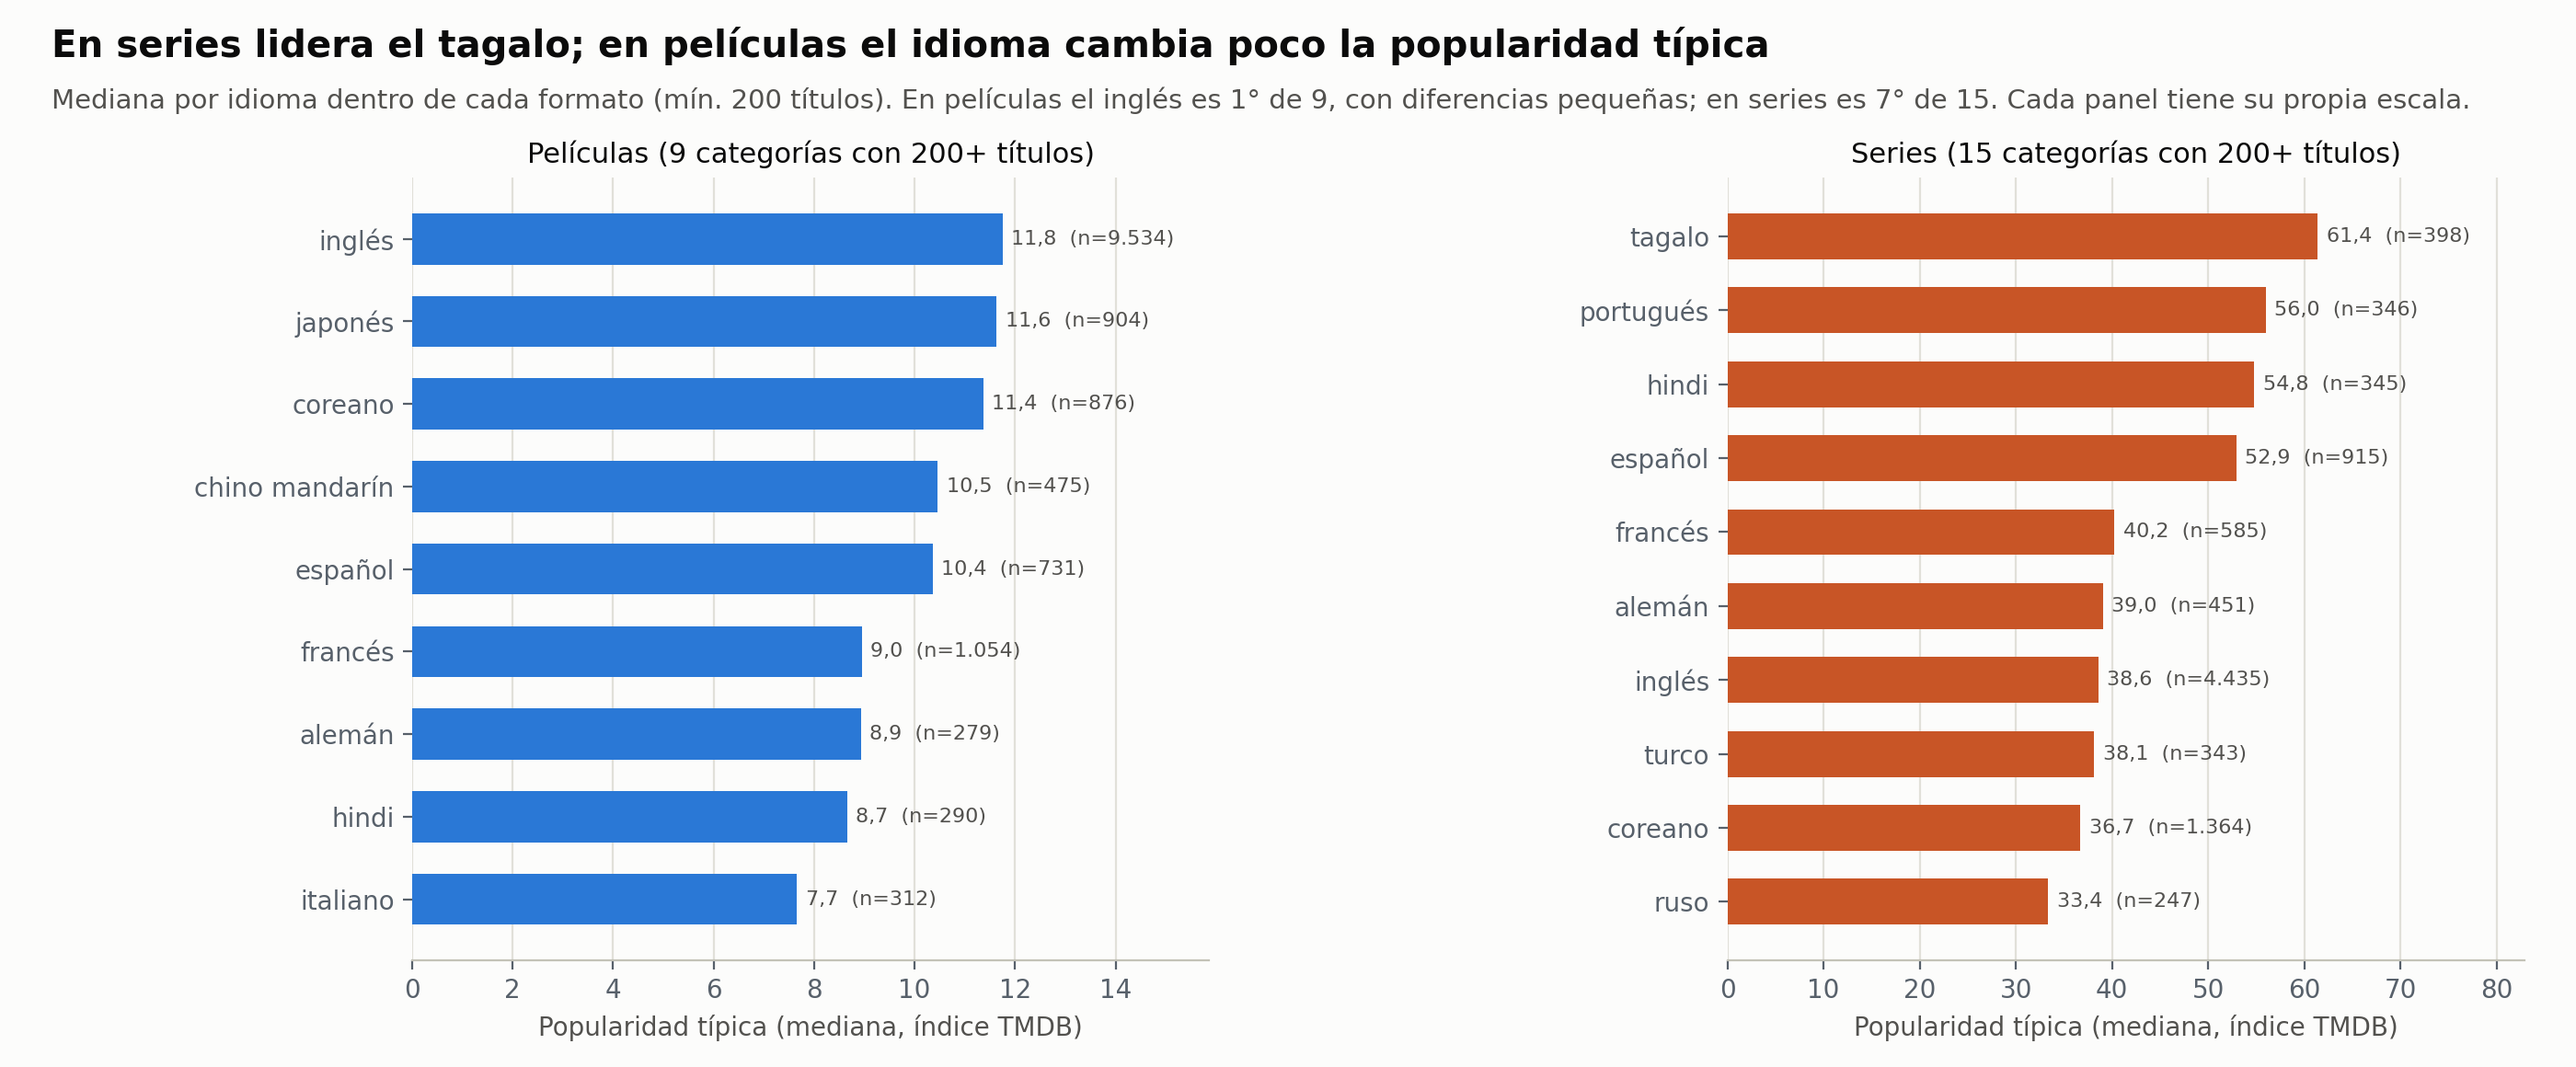 En series lidera el tagalo; en películas el idioma cambia poco la popularidad típica
Mediana por idioma dentro de cada formato (mín. 200 títulos). En películas el inglés es 1° de 9, con diferencias pequeñas; en series es 7° de 15. Cada panel tiene su propia escala.
Películas (9 categorías con 200+ títulos)
inglés 11,8 (n=9.534)
japonés 11,6 (n=904)
coreano 11,4 (n=876)
chino mandarín 10,5 (n=475)
español 10,4 (n=731)
francés 9,0 (n=1.054)
alemán 8,9 (n=279)
hindi 8,7 (n=290)
italiano 7,7 (n=312)
0 2 4 6 8 10 12 14
Popularidad típica (mediana, índice TMDB)
Series (15 categorías con 200+ títulos)
tagalo 61,4 (n=398)
portugués 56,0 (n=346)
hindi 54,8 (n=345)
español 52,9 (n=915)
francés 40,2 (n=585)
alemán 39,0 (n=451)
inglés 38,6 (n=4.435)
turco 38,1 (n=343)
coreano 36,7 (n=1.364)
ruso 33,4 (n=247)
0 10 20 30 40 50 60 70 80
Popularidad típica (mediana, índice TMDB)